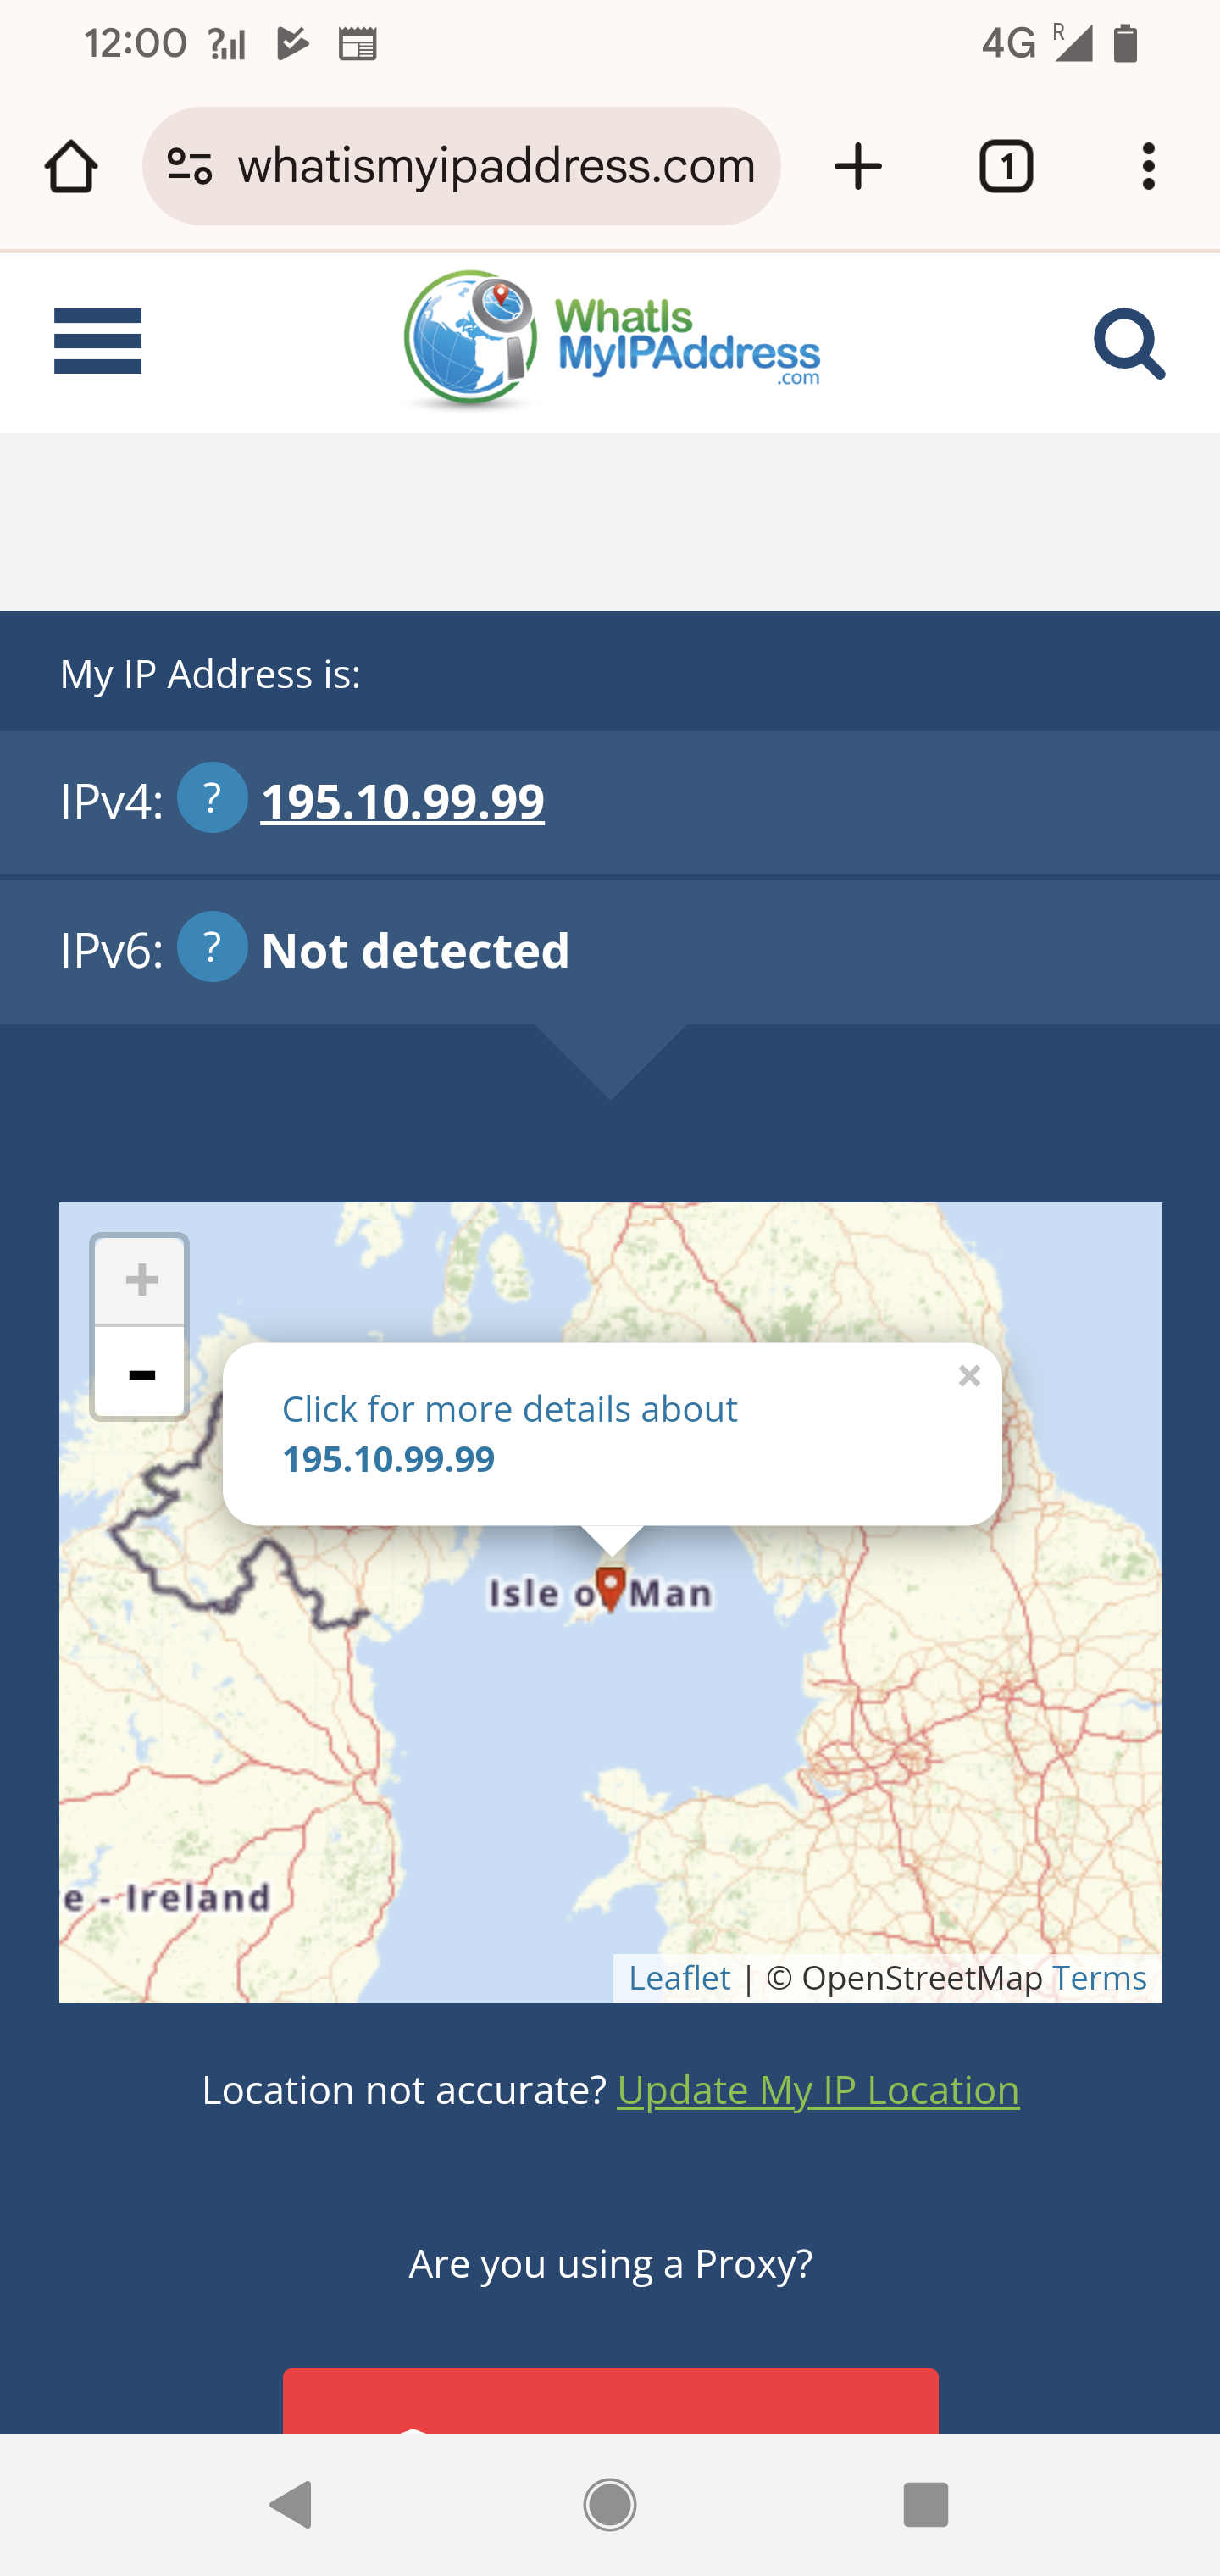 12:00 4G R
whatismyipaddress.com 1
WhatIs
MyIPAddress
.com
My IP Address is:
IPv4: ? 195.10.99.99
IPv6: ? Not detected
+
-
×
Click for more details about
195.10.99.99
Isle of Man
e - Ireland
Leaflet | © OpenStreetMap Terms
Location not accurate? Update My IP Location
Are you using a Proxy?